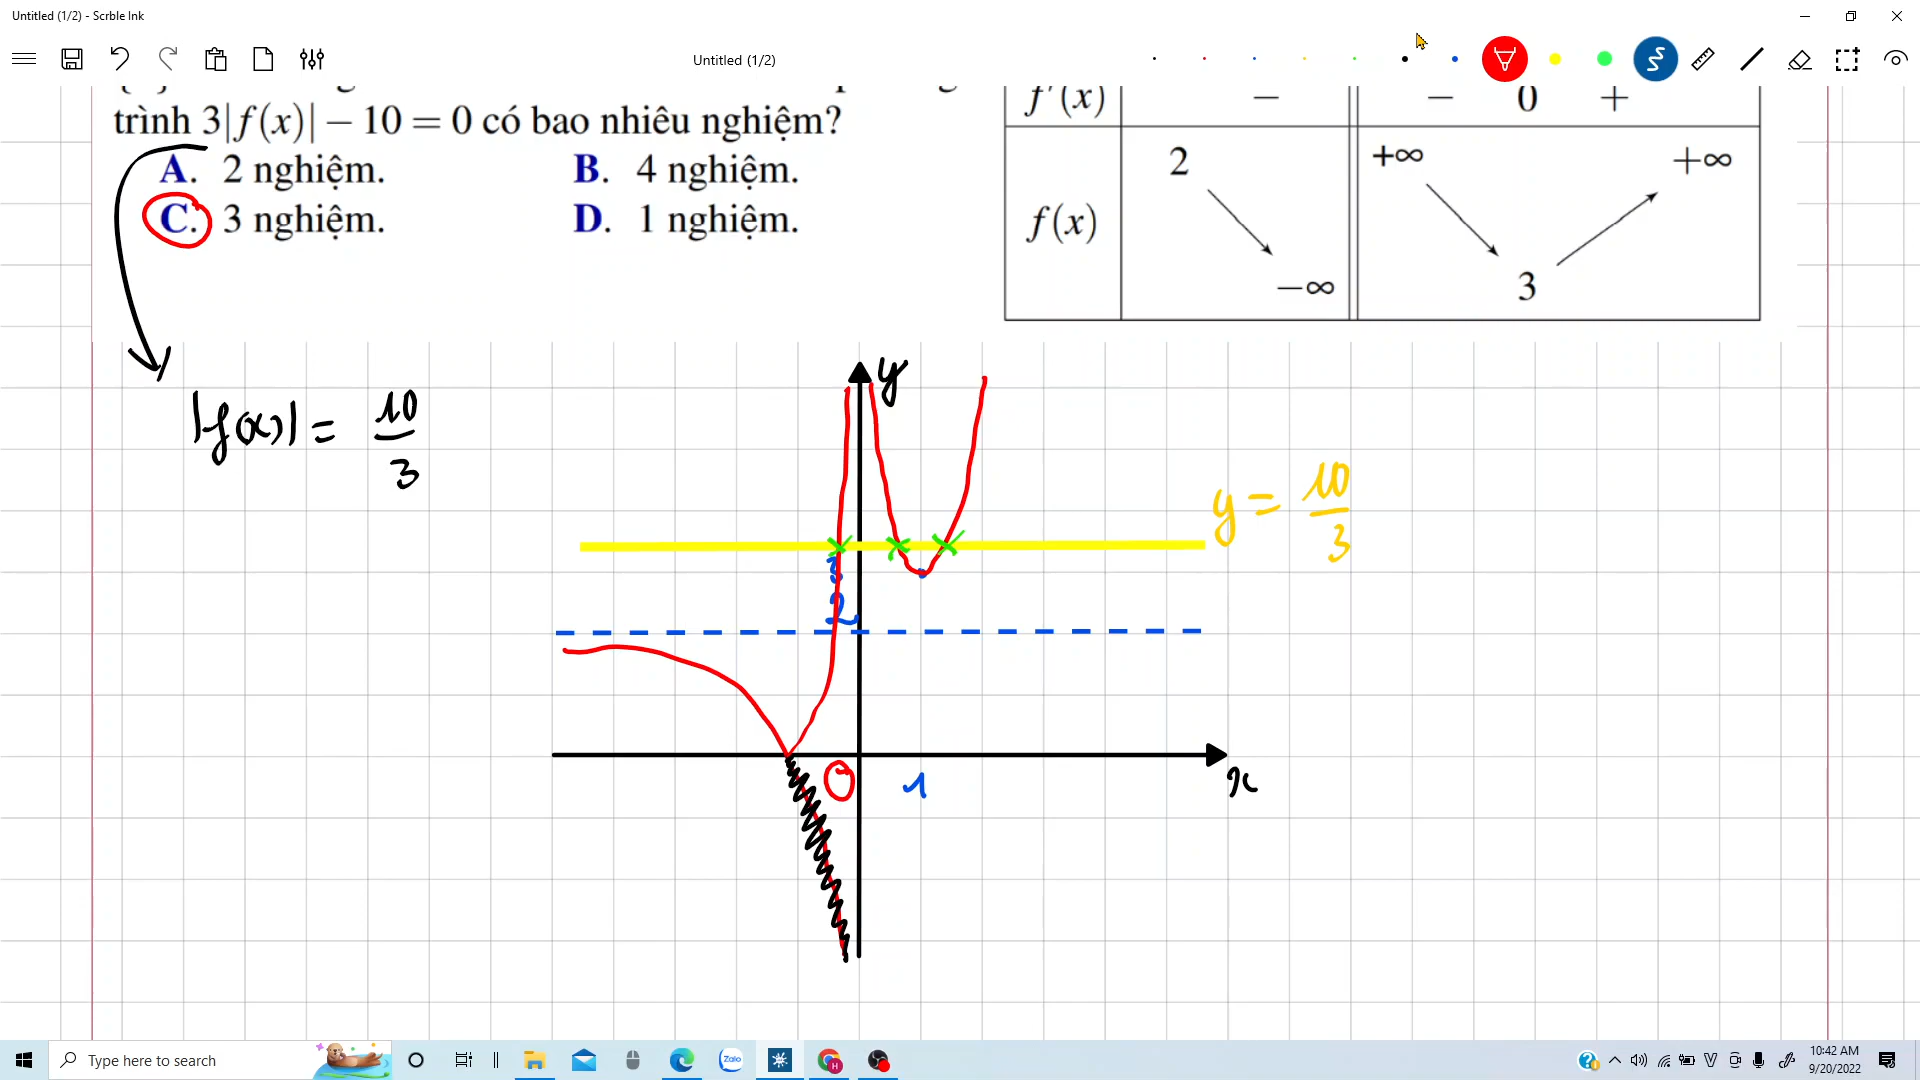 Untitled (1/2) - Scrble Ink
Untitled (1/2)
trình 3|f(x)| − 10 = 0 có bao nhiêu nghiệm?
A. 2 nghiệm. B. 4 nghiệm.
C. 3 nghiệm. D. 1 nghiệm.
f'(x) − − 0 +
2 +∞ +∞
f(x)
−∞ 3
y
|f(x)| = 10/3
y = 10/3
3
2
0 1
x
Type here to search
Zalo
10:42 AM
9/20/2022